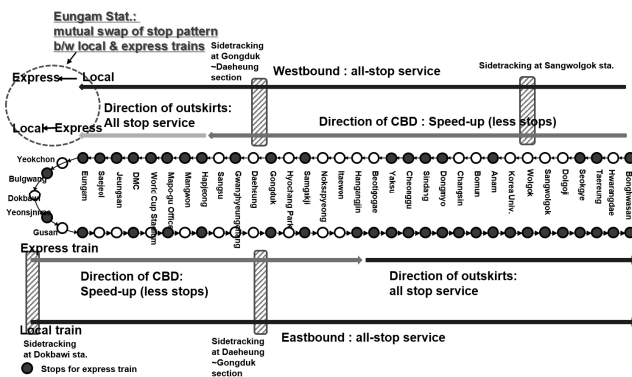 Eungam Stat.:
mutual swap of stop pattern
b/w local & express trains
Sidetracking
at Gongduk
~Daeheung
section
Westbound : all-stop service
Sidetracking at Sangwolgok sta.
Express
Local
Direction of outskirts:
All stop service
Direction of CBD : Speed-up (less stops)
Local
Express
Yeokchon
Bulgwang
Dokbawi
Yeonsinnae
Gusan
Eungam
Saejeol
Jeungsan
DMC
World Cup Stadium
Mapo-gu Office
Mangwon
Hapjeong
Sangsu
Gwanghyeungchang
Daeheung
Gongduk
Hyochang Park
Samgkji
Nokspyeong
Itaewon
Hangangjin
Beotigogae
Yaksu
Cheonggu
Sindang
Dongmyo
Changsin
Bomun
Anam
Korea Univ.
Wolgok
Sangwolgok
Dolgoji
Seokgye
Taereung
Hwarangdae
Bonghwasan
Express train
Direction of CBD:
Speed-up (less stops)
Direction of outskirts:
all stop service
Local train
Sidetracking
at Dokbawi sta.
Sidetracking
at Daeheung
~Gongduk
section
Eastbound : all-stop service
Stops for express train